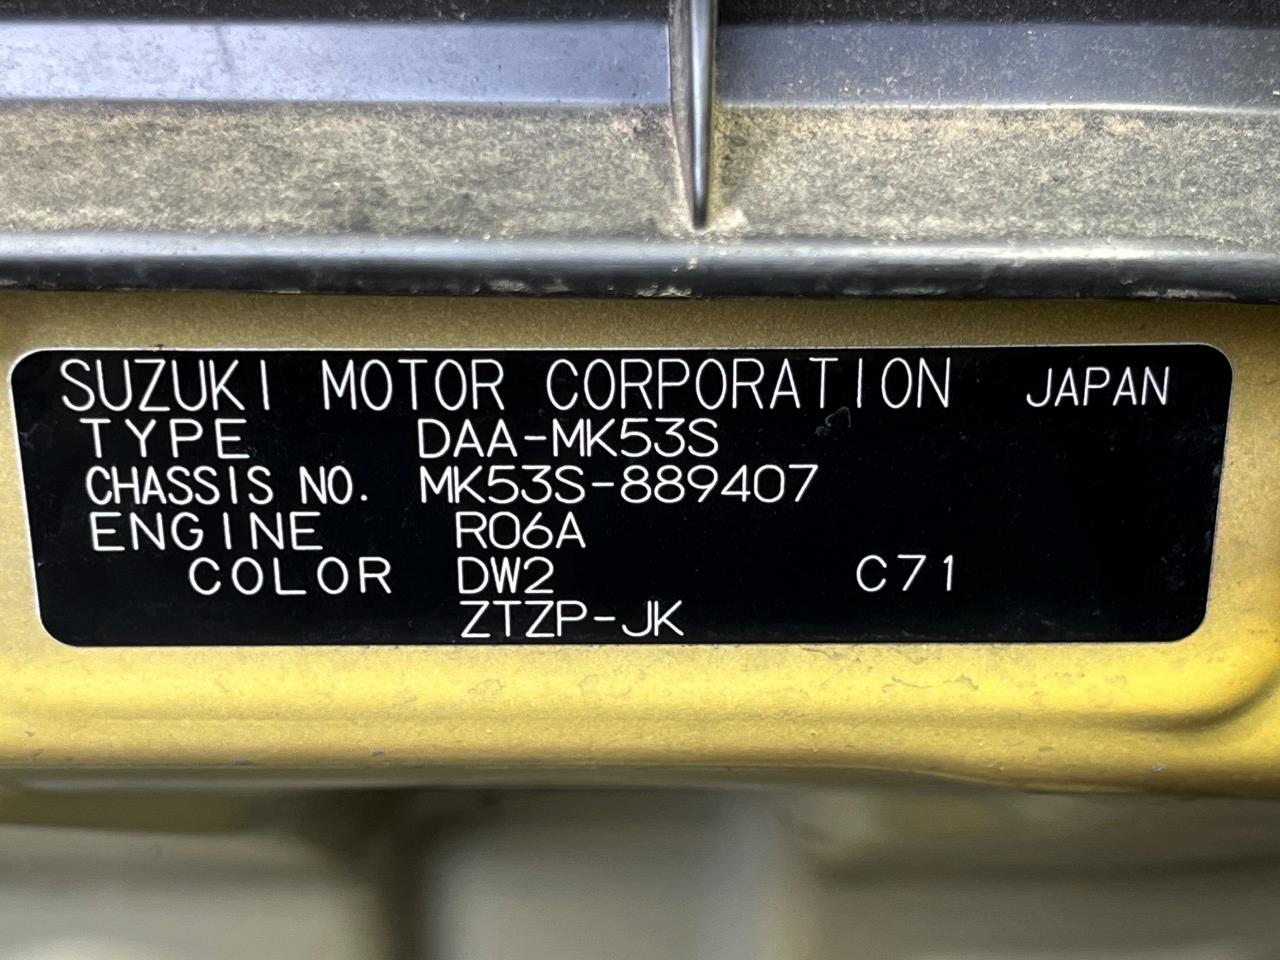 SUZUKI MOTOR CORPORATION JAPAN
TYPE DAA-MK53S
CHASSIS NO. MK53S-889407
ENGINE R06A
COLOR DW2 C71
ZTZP-JK